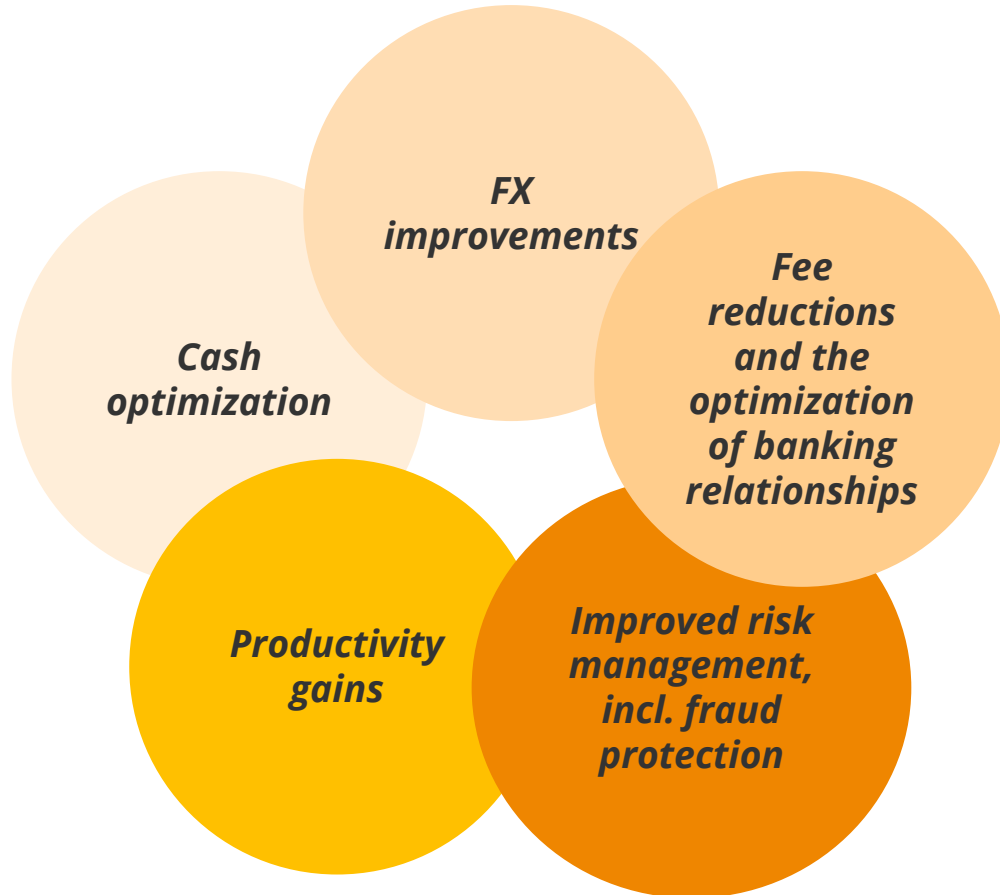 FX
improvements
Cash
optimization
Fee
reductions
and the
optimization
of banking
relationships
Productivity
gains
Improved risk
management,
incl. fraud
protection